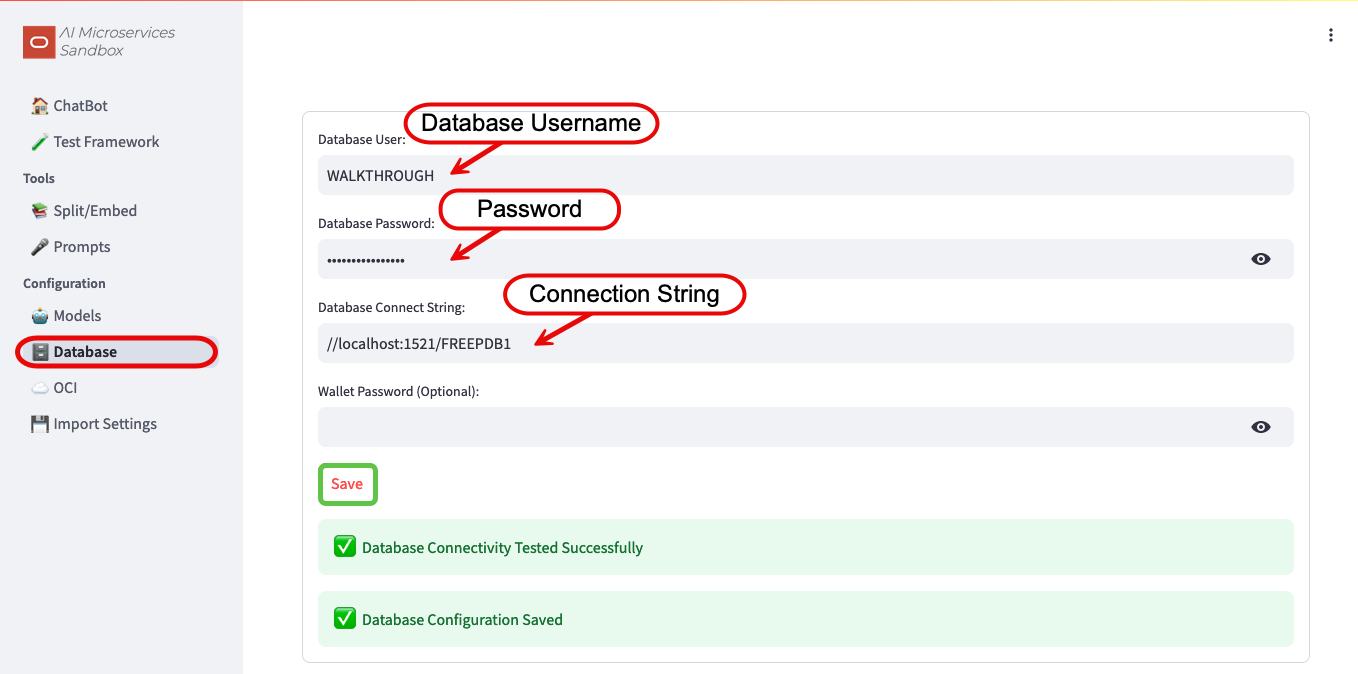 AI Microservices
Sandbox
ChatBot
Test Framework
Tools
Split/Embed
Prompts
Configuration
Models
Database
OCI
Import Settings
Database Username
Database User:
WALKTHROUGH
Password
Database Password:
••••••••••••••••
Connection String
Database Connect String:
//localhost:1521/FREEPDB1
Wallet Password (Optional):
Save
Database Connectivity Tested Successfully
Database Configuration Saved